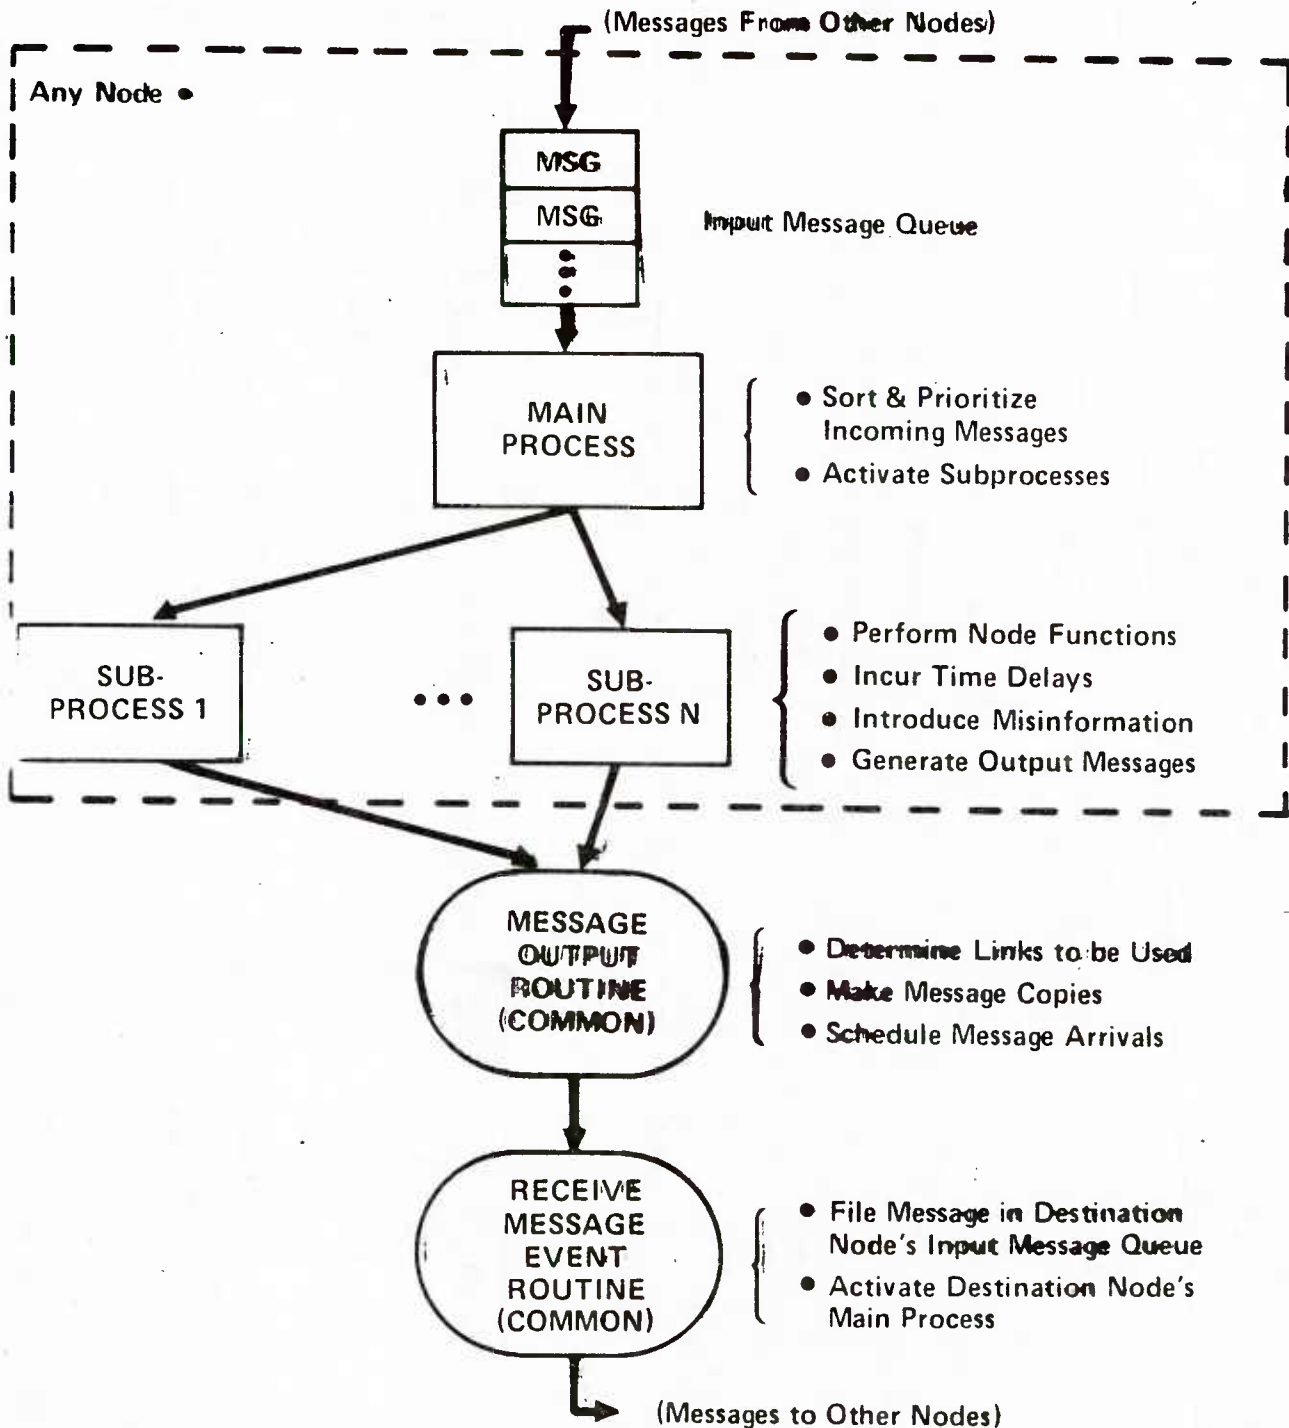 (Messages From Other Nodes)
Any Node •
MSG
MSG
Input Message Queue
MAIN
PROCESS
• Sort & Prioritize
Incoming Messages
• Activate Subprocesses
SUB-
PROCESS 1
• • •
SUB-
PROCESS N
• Perform Node Functions
• Incur Time Delays
• Introduce Misinformation
• Generate Output Messages
MESSAGE
OUTPUT
ROUTINE
(COMMON)
• Determine Links to be Used
• Make Message Copies
• Schedule Message Arrivals
RECEIVE
MESSAGE
EVENT
ROUTINE
(COMMON)
• File Message in Destination
Node's Input Message Queue
• Activate Destination Node's
Main Process
(Messages to Other Nodes)